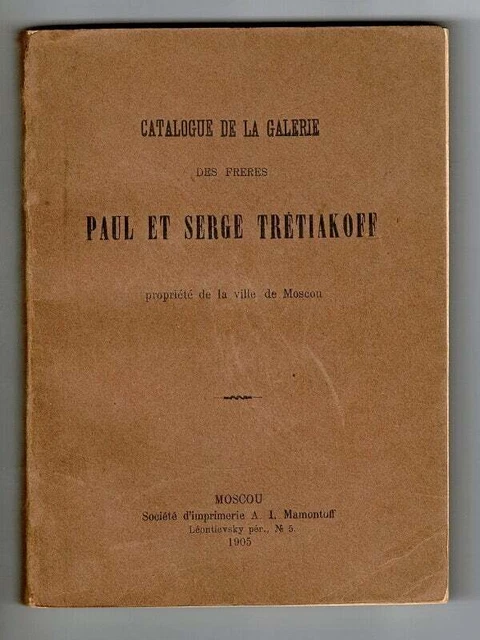 CATALOGUE DE LA GALERIE
DES FRERES
PAUL ET SERGE TRÉTIAKOFF
propriété de la ville de Moscou
MOSCOU
Société d'imprimerie A. I. Mamontoff
Léontievsky pér., № 5.
1905